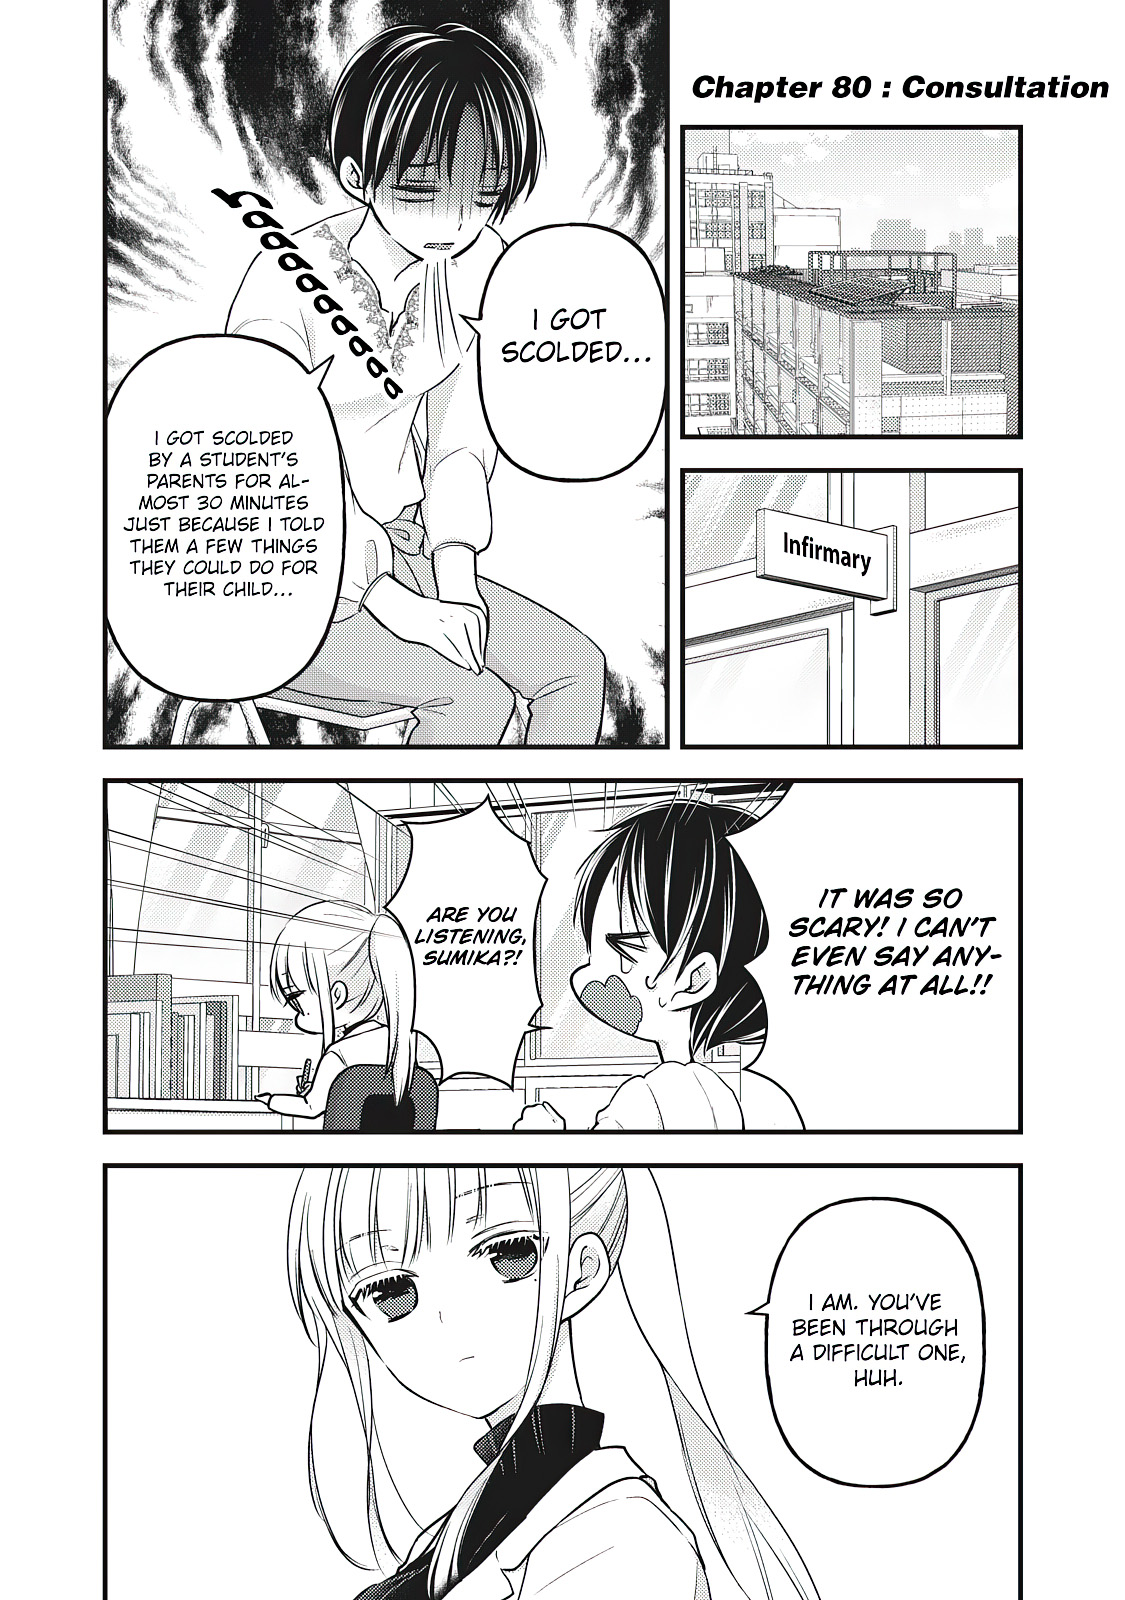 Chapter 80 : Consultation
Infirmary
I GOT
SCOLDED...
I GOT SCOLDED
BY A STUDENT'S
PARENTS FOR AL-
MOST 30 MINUTES
JUST BECAUSE I TOLD
THEM A FEW THINGS
THEY COULD DO FOR
THEIR CHILD...
IT WAS SO
SCARY! I CAN'T
EVEN SAY ANY-
THING AT ALL!!
ARE YOU
LISTENING,
SUMIKA?!
I AM. YOU'VE
BEEN THROUGH
A DIFFICULT ONE,
HUH.